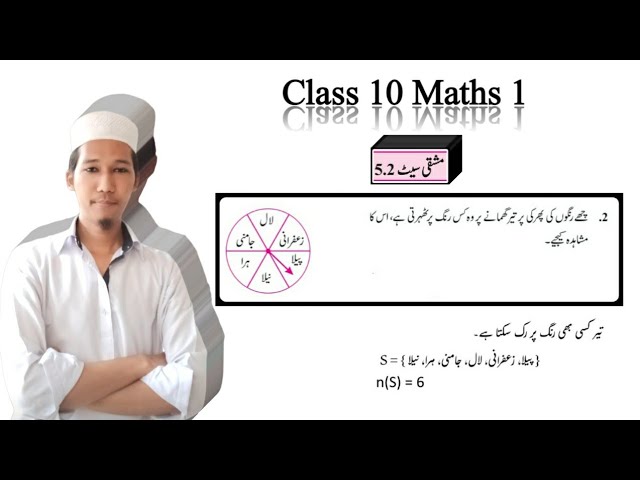 Class 10 Maths 1
مشقی سیٹ 5.2
2. چھے رنگوں کی پھرکی پر تیر گھمانے پر وہ کس رنگ پر ٹھہرتی ہے، اس کا
مشاہدہ کیجیے۔
لال
زعفرانی
جامنی
پیلا
ہرا
نیلا
تیر کسی بھی رنگ پر رک سکتا ہے۔
S = { پیلا، زعفرانی، لال، جامنی، ہرا، نیلا }
n(S) = 6